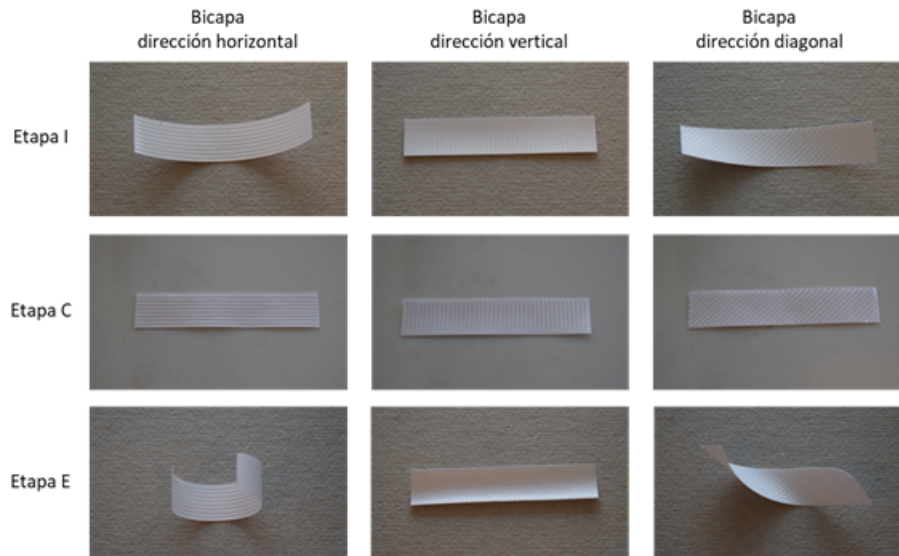 Bicapa
dirección horizontal
Bicapa
dirección vertical
Bicapa
dirección diagonal
Etapa I
Etapa C
Etapa E